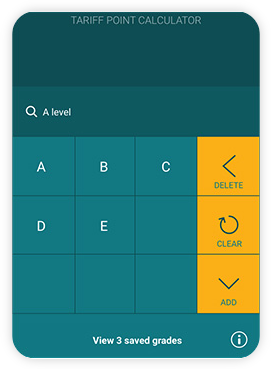 TARIFF POINT CALCULATOR
A level
A B C
DELETE
D E
CLEAR
ADD
View 3 saved grades